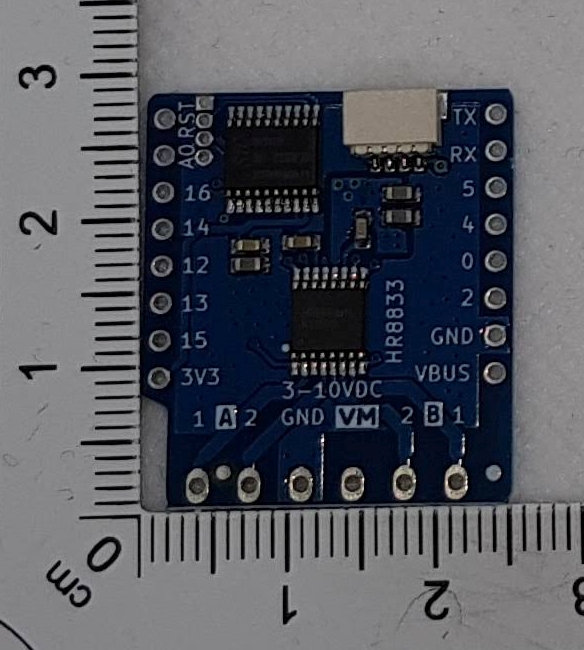 3
2
1
0
cm
1
2
3
RST
A0
16
14
12
13
15
3V3
TX
RX
5
4
0
2
GND
VBUS
HR8833
3-10VDC
1 A 2 GND VM 2 B 1